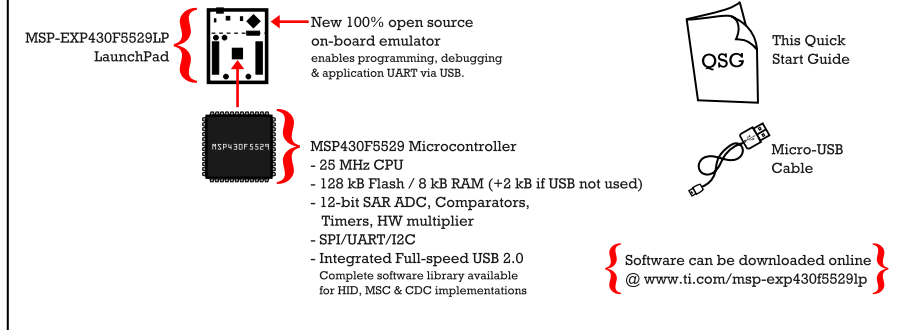 MSP-EXP430F5529LP
LaunchPad
New 100% open source
on-board emulator
enables programming, debugging
& application UART via USB.
MSP430F5529
MSP430F5529 Microcontroller
- 25 MHz CPU
- 128 kB Flash / 8 kB RAM (+2 kB if USB not used)
- 12-bit SAR ADC, Comparators,
Timers, HW multiplier
- SPI/UART/I2C
- Integrated Full-speed USB 2.0
Complete software library available
for HID, MSC & CDC implementations
QSG
This Quick
Start Guide
Micro-USB
Cable
Software can be downloaded online
@ www.ti.com/msp-exp430f5529lp